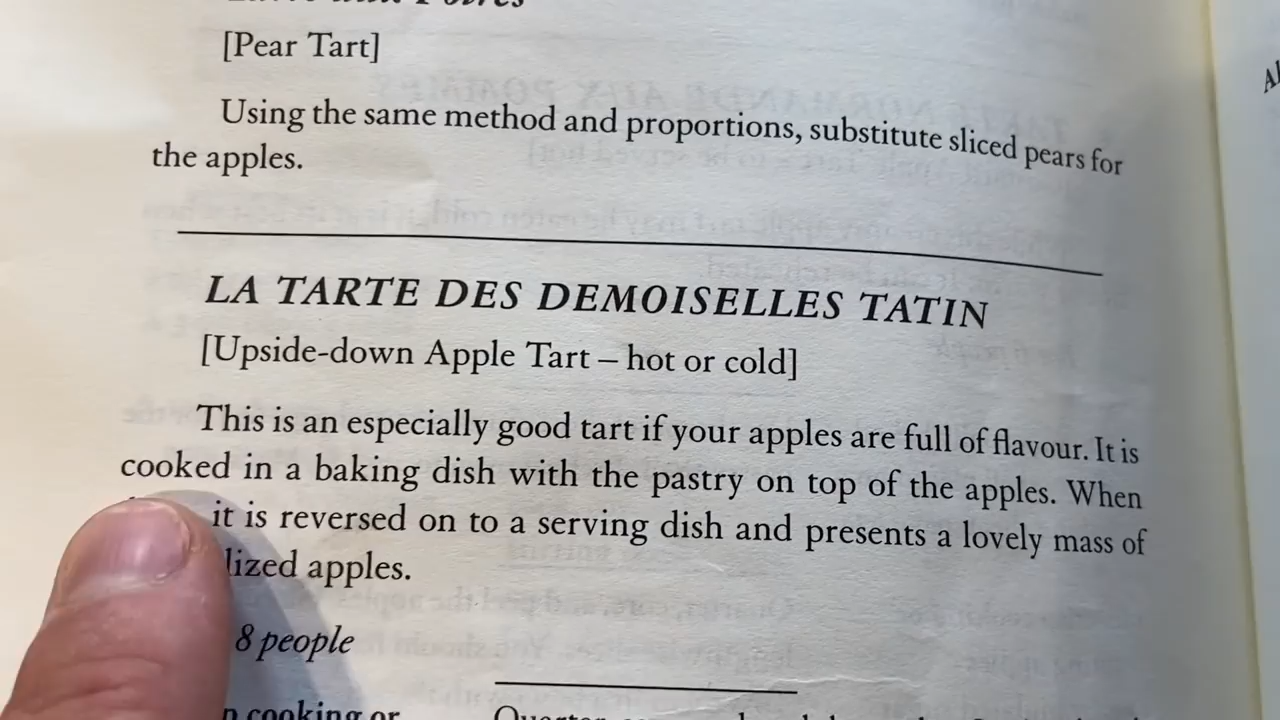 [Pear Tart]
Using the same method and proportions, substitute sliced pears for
the apples.
LA TARTE DES DEMOISELLES TATIN
[Upside-down Apple Tart – hot or cold]
This is an especially good tart if your apples are full of flavour. It is
cooked in a baking dish with the pastry on top of the apples. When
it is reversed on to a serving dish and presents a lovely mass of
lized apples.
8 people
cooking or